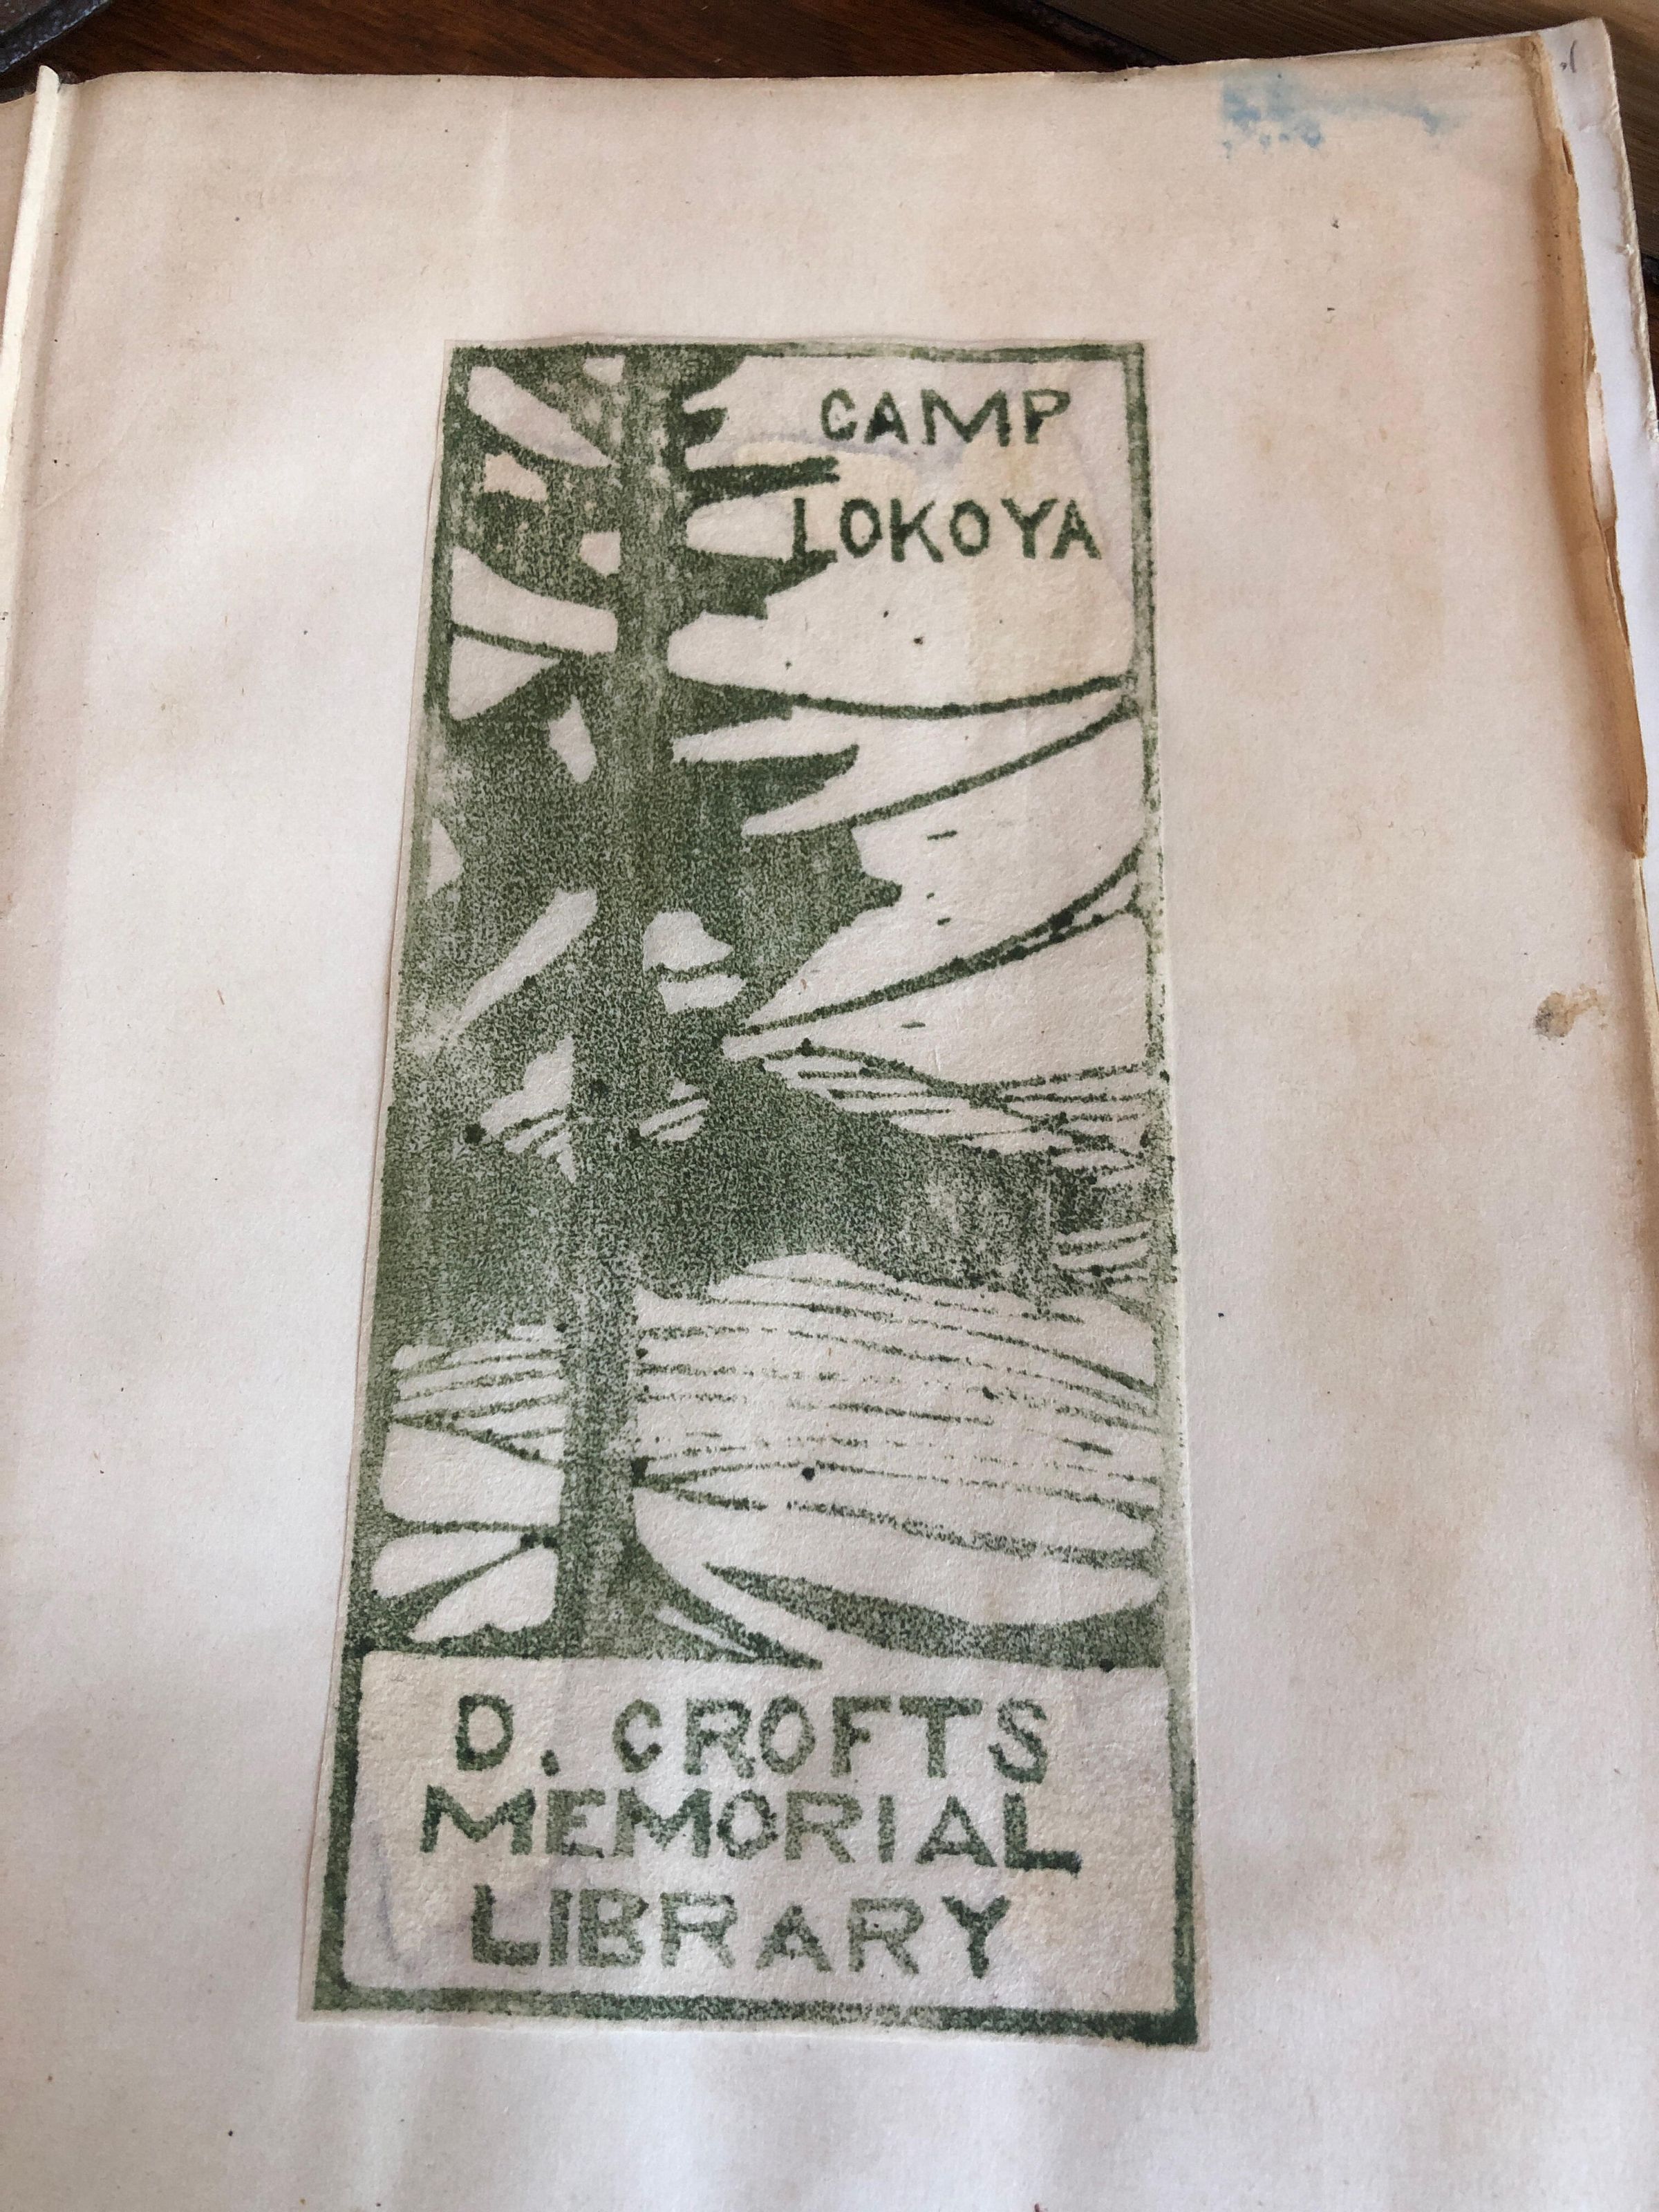 CAMP
LOKOYA
D. CROFTS
MEMORIAL
LIBRARY